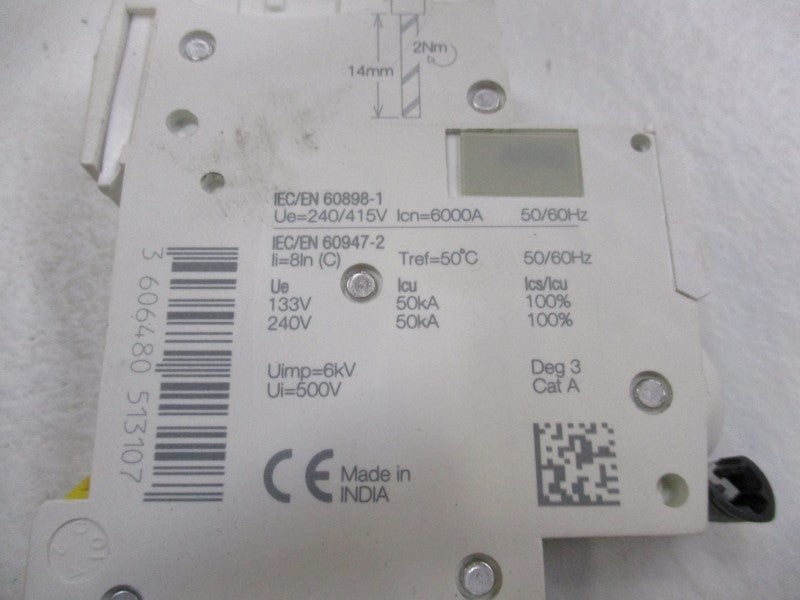 2Nm
14mm
IEC/EN 60898-1
Ue=240/415V Icn=6000A 50/60Hz
IEC/EN 60947-2
Ii=8In (C) Tref=50°C 50/60Hz
Ue Icu Ics/Icu
133V 50kA 100%
240V 50kA 100%
Uimp=6kV Deg 3
Ui=500V Cat A
CE Made in
INDIA
3 606480 513107